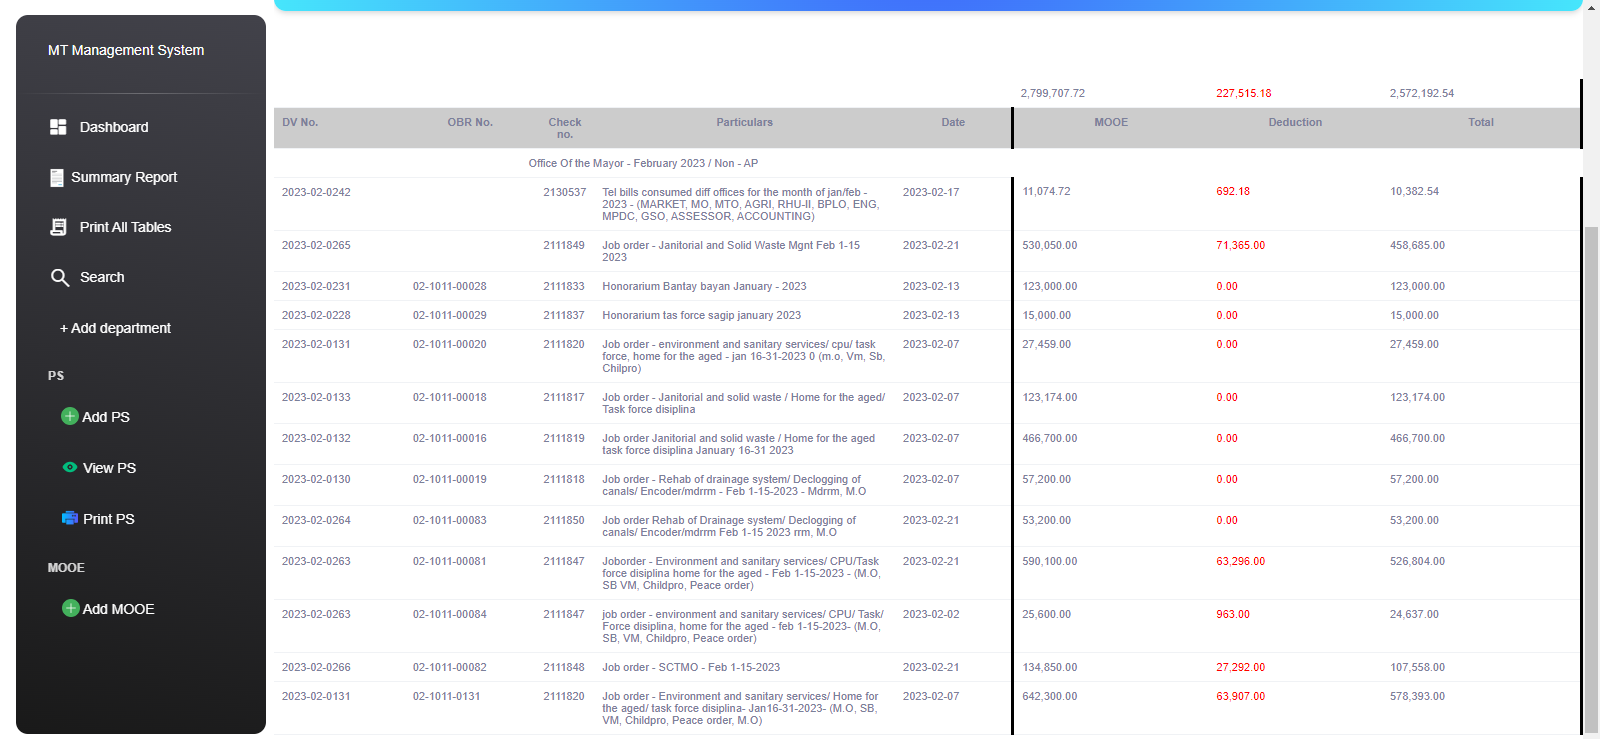 MT Management System
Dashboard
Summary Report
Print All Tables
Search
+ Add department
PS
Add PS
View PS
Print PS
MOOE
Add MOOE
2,799,707.72 227,515.18 2,572,192.54
DV No. OBR No. Check no. Particulars Date MOOE Deduction Total
Office Of the Mayor - February 2023 / Non - AP
2023-02-0242 2130537 Tel bills consumed diff offices for the month of jan/feb - 2023-02-17 11,074.72 692.18 10,382.54
2023 - (MARKET, MO, MTO, AGRI, RHU-II, BPLO, ENG,
MPDC, GSO, ASSESSOR, ACCOUNTING)
2023-02-0265 2111849 Job order - Janitorial and Solid Waste Mgnt Feb 1-15 2023-02-21 530,050.00 71,365.00 458,685.00
2023
2023-02-0231 02-1011-00028 2111833 Honorarium Bantay bayan January - 2023 2023-02-13 123,000.00 0.00 123,000.00
2023-02-0228 02-1011-00029 2111837 Honorarium tas force sagip january 2023 2023-02-13 15,000.00 0.00 15,000.00
2023-02-0131 02-1011-00020 2111820 Job order - environment and sanitary services/ cpu/ task 2023-02-07 27,459.00 0.00 27,459.00
force, home for the aged - jan 16-31-2023 0 (m.o, Vm, Sb,
Chilpro)
2023-02-0133 02-1011-00018 2111817 Job order - Janitorial and solid waste / Home for the aged/ 2023-02-07 123,174.00 0.00 123,174.00
Task force disiplina
2023-02-0132 02-1011-00016 2111819 Job order Janitorial and solid waste / Home for the aged 2023-02-07 466,700.00 0.00 466,700.00
task force disiplina January 16-31 2023
2023-02-0130 02-1011-00019 2111818 Job order - Rehab of drainage system/ Declogging of 2023-02-07 57,200.00 0.00 57,200.00
canals/ Encoder/mdrrm - Feb 1-15-2023 - Mdrrm, M.O
2023-02-0264 02-1011-00083 2111850 Job order Rehab of Drainage system/ Declogging of 2023-02-21 53,200.00 0.00 53,200.00
canals/ Encoder/mdrrm Feb 1-15 2023 rrm, M.O
2023-02-0263 02-1011-00081 2111847 Joborder - Environment and sanitary services/ CPU/Task 2023-02-21 590,100.00 63,296.00 526,804.00
force disiplina home for the aged - Feb 1-15-2023 - (M.O,
SB VM, Childpro, Peace order)
2023-02-0263 02-1011-00084 2111847 job order - environment and sanitary services/ CPU/ Task/ 2023-02-02 25,600.00 963.00 24,637.00
Force disiplina, home for the aged - feb 1-15-2023- (M.O,
SB, VM, Childpro, Peace order)
2023-02-0266 02-1011-00082 2111848 Job order - SCTMO - Feb 1-15-2023 2023-02-21 134,850.00 27,292.00 107,558.00
2023-02-0131 02-1011-0131 2111820 Job order - Environment and sanitary services/ Home for 2023-02-07 642,300.00 63,907.00 578,393.00
the aged/ task force disiplina- Jan16-31-2023- (M.O, SB,
VM, Childpro, Peace order, M.O)